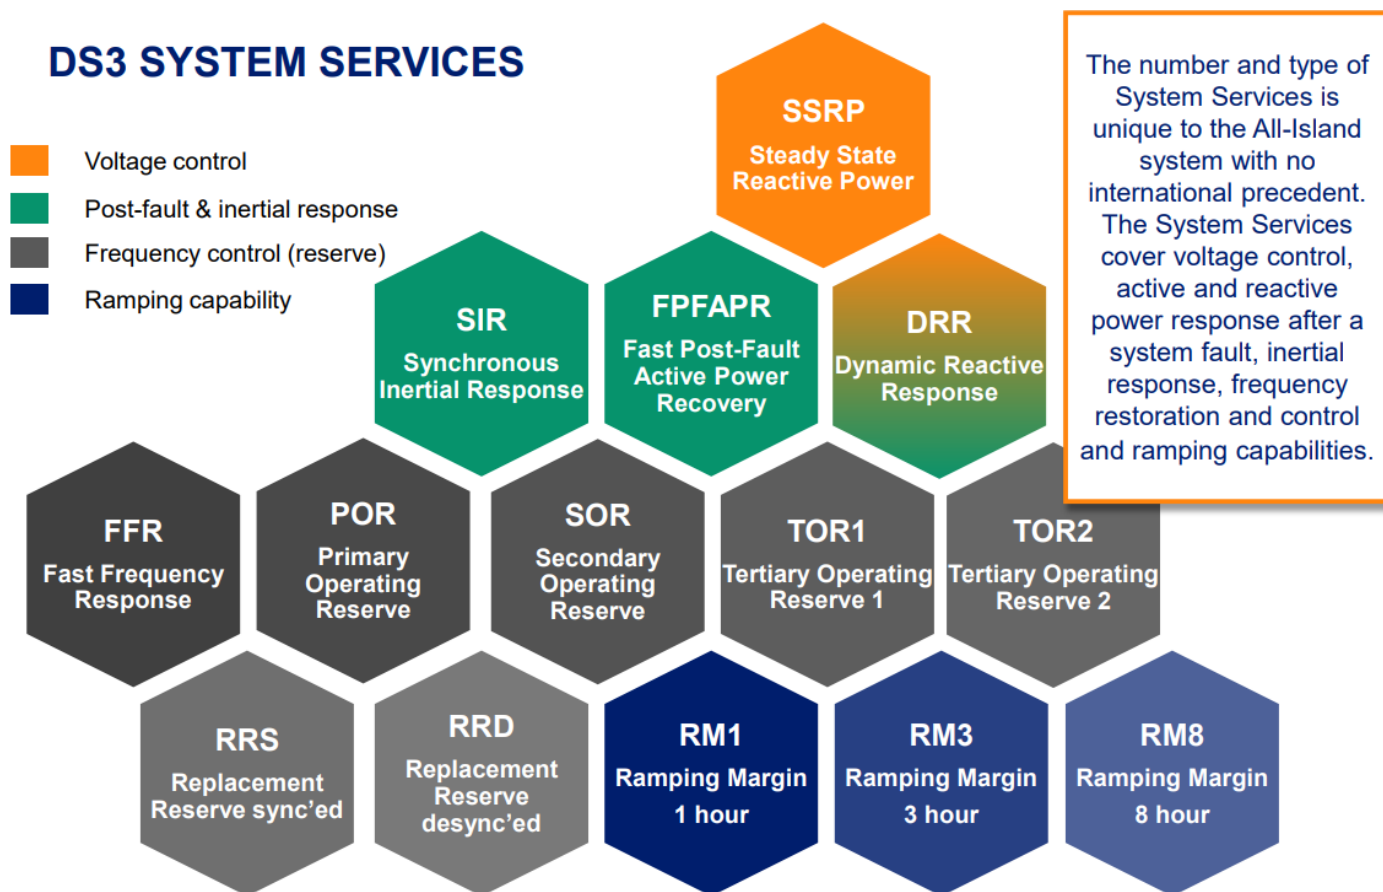 DS3 SYSTEM SERVICES
Voltage control
Post-fault & inertial response
Frequency control (reserve)
Ramping capability
The number and type of
System Services is
unique to the All-Island
system with no
international precedent.
The System Services
cover voltage control,
active and reactive
power response after a
system fault, inertial
response, frequency
restoration and control
and ramping capabilities.
SSRP
Steady State
Reactive Power
SIR
Synchronous
Inertial Response
FPFAPR
Fast Post-Fault
Active Power
Recovery
DRR
Dynamic Reactive
Response
FFR
Fast Frequency
Response
POR
Primary
Operating
Reserve
SOR
Secondary
Operating
Reserve
TOR1
Tertiary Operating
Reserve 1
TOR2
Tertiary Operating
Reserve 2
RRS
Replacement
Reserve sync’ed
RRD
Replacement
Reserve
desync’ed
RM1
Ramping Margin
1 hour
RM3
Ramping Margin
3 hour
RM8
Ramping Margin
8 hour